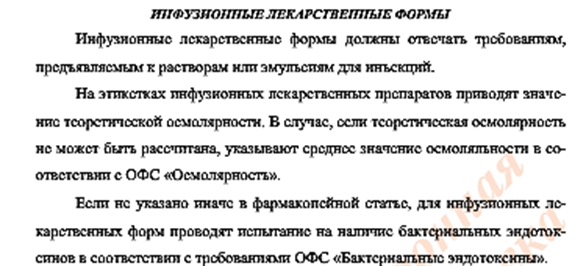 ИНФУЗИОННЫЕ ЛЕКАРСТВЕННЫЕ ФОРМЫ
Инфузионные лекарственные формы должны отвечать требованиям,
предъявляемым к растворам или эмульсиям для инъекций.
На этикетках инфузионных лекарственных препаратов приводят значе-
ние теоретической осмолярности. В случае, если теоретическая осмолярность
не может быть рассчитана, указывают среднее значение осмоляльности в со-
ответствии с ОФС «Осмолярность».
Если не указано иначе в фармакопейной статье, для инфузионных ле-
карственных форм проводят испытание на наличие бактериальных эндоток-
синов в соответствии с требованиями ОФС «Бактериальные эндотоксины».